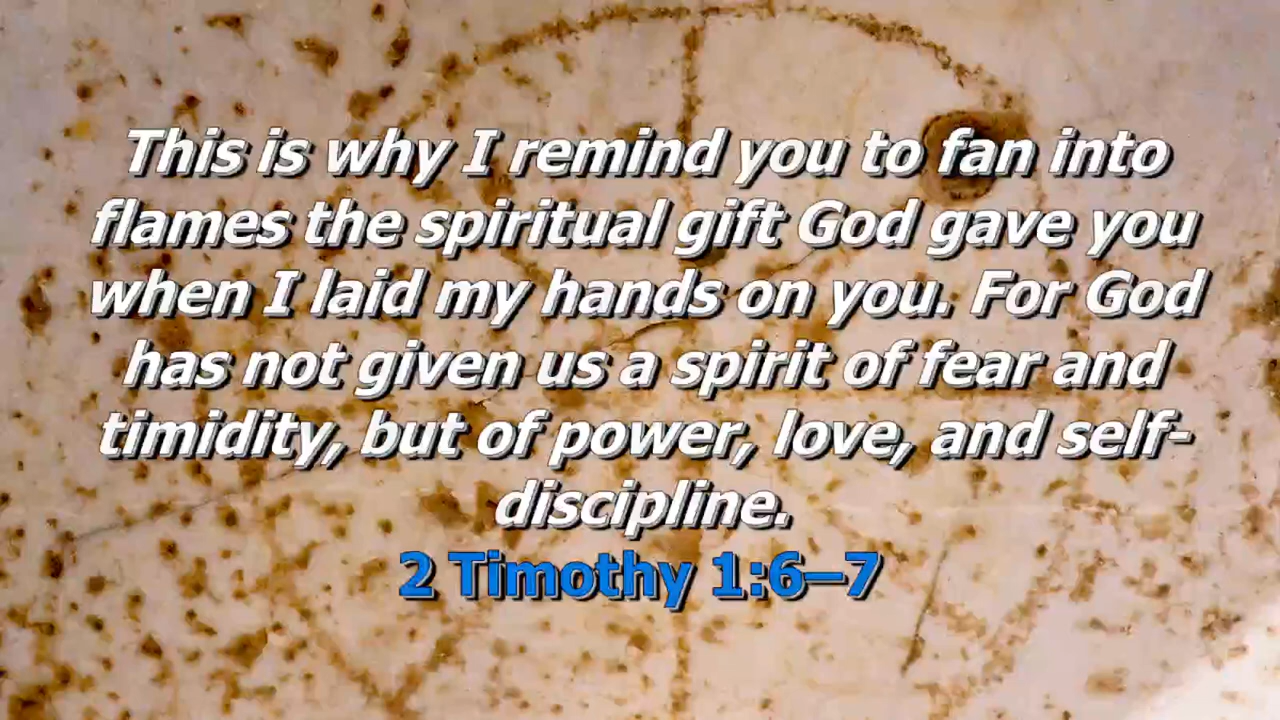 This is why I remind you to fan into
flames the spiritual gift God gave you
when I laid my hands on you. For God
has not given us a spirit of fear and
timidity, but of power, love, and self-
discipline.
2 Timothy 1:6–7